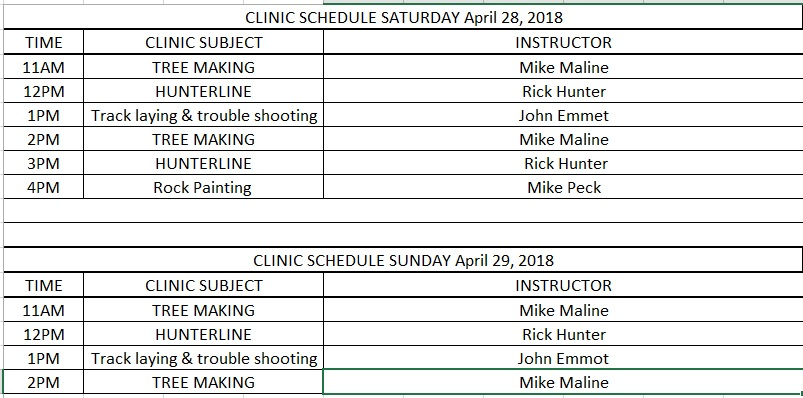 CLINIC SCHEDULE SATURDAY April 28, 2018
TIME CLINIC SUBJECT INSTRUCTOR
11AM TREE MAKING Mike Maline
12PM HUNTERLINE Rick Hunter
1PM Track laying & trouble shooting John Emmet
2PM TREE MAKING Mike Maline
3PM HUNTERLINE Rick Hunter
4PM Rock Painting Mike Peck
CLINIC SCHEDULE SUNDAY April 29, 2018
TIME CLINIC SUBJECT INSTRUCTOR
11AM TREE MAKING Mike Maline
12PM HUNTERLINE Rick Hunter
1PM Track laying & trouble shooting John Emmot
2PM TREE MAKING Mike Maline